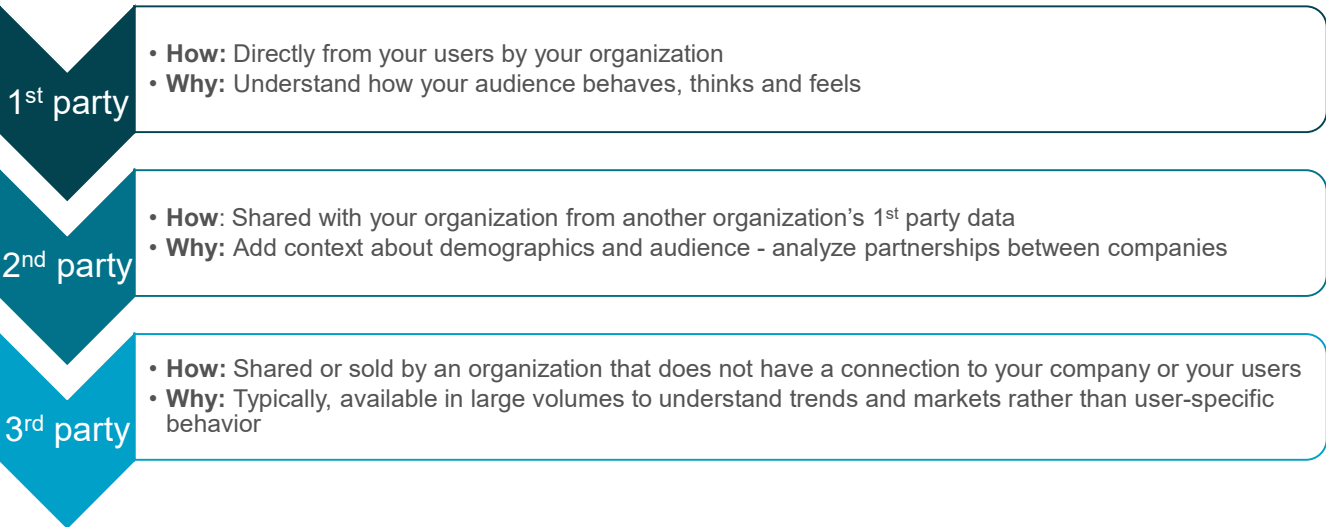 1st party
• How: Directly from your users by your organization
• Why: Understand how your audience behaves, thinks and feels
2nd party
• How: Shared with your organization from another organization’s 1st party data
• Why: Add context about demographics and audience - analyze partnerships between companies
3rd party
• How: Shared or sold by an organization that does not have a connection to your company or your users
• Why: Typically, available in large volumes to understand trends and markets rather than user-specific
behavior